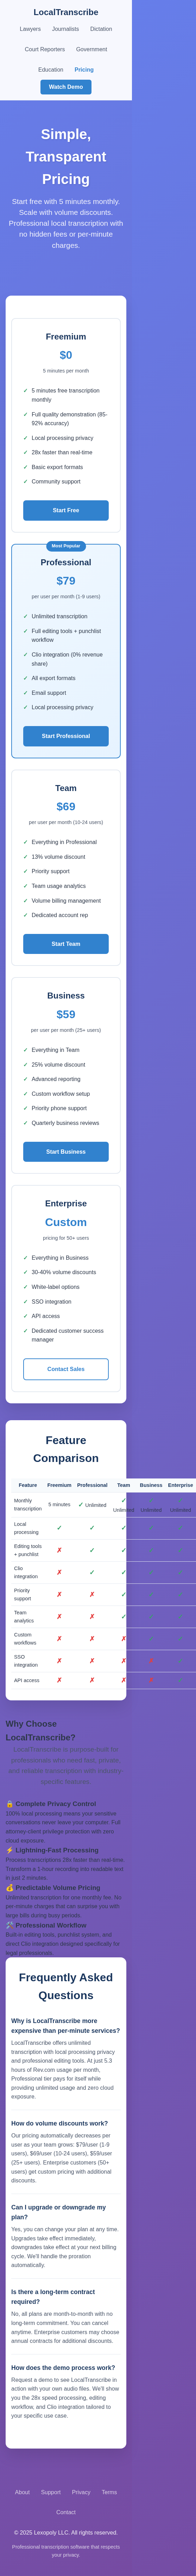 LocalTranscribe
Lawyers Journalists Dictation
Court Reporters Government
Education Pricing
Watch Demo
Simple,
Transparent
Pricing
Start free with 5 minutes monthly.
Scale with volume discounts.
Professional local transcription with
no hidden fees or per-minute
charges.
Freemium
$0
5 minutes per month
✓ 5 minutes free transcription
monthly
✓ Full quality demonstration (85-
92% accuracy)
✓ Local processing privacy
✓ 28x faster than real-time
✓ Basic export formats
✓ Community support
Start Free
Most Popular
Professional
$79
per user per month (1-9 users)
✓ Unlimited transcription
✓ Full editing tools + punchlist
workflow
✓ Clio integration (0% revenue
share)
✓ All export formats
✓ Email support
✓ Local processing privacy
Start Professional
Team
$69
per user per month (10-24 users)
✓ Everything in Professional
✓ 13% volume discount
✓ Priority support
✓ Team usage analytics
✓ Volume billing management
✓ Dedicated account rep
Start Team
Business
$59
per user per month (25+ users)
✓ Everything in Team
✓ 25% volume discount
✓ Advanced reporting
✓ Custom workflow setup
✓ Priority phone support
✓ Quarterly business reviews
Start Business
Enterprise
Custom
pricing for 50+ users
✓ Everything in Business
✓ 30-40% volume discounts
✓ White-label options
✓ SSO integration
✓ API access
✓ Dedicated customer success
manager
Contact Sales
Feature
Comparison
Feature Freemium Professional Team Business Enterprise
Monthly
transcription 5 minutes ✓ Unlimited ✓ Unlimited ✓ Unlimited ✓ Unlimited
Local
processing ✓ ✓ ✓ ✓ ✓
Editing tools
+ punchlist ✗ ✓ ✓ ✓ ✓
Clio
integration ✗ ✓ ✓ ✓ ✓
Priority
support ✗ ✗ ✓ ✓ ✓
Team
analytics ✗ ✗ ✓ ✓ ✓
Custom
workflows ✗ ✗ ✗ ✓ ✓
SSO
integration ✗ ✗ ✗ ✗ ✓
API access ✗ ✗ ✗ ✗ ✓
Why Choose
LocalTranscribe?
LocalTranscribe is purpose-built for
professionals who need fast, private,
and reliable transcription with monthly-
specific features.
🔒 Complete Privacy Control
100% local processing means your sensitive
conversations never leave your computer. Full
attorney-client privilege protection with zero
cloud exposure.
⚡ Lightning-Fast Processing
Process transcriptions 28x faster than real-time.
Transform a 1-hour recording into readable text
in just 2 minutes.
💰 Predictable Volume Pricing
Unlimited transcription for one monthly fee. No
per-minute charges that can surprise you with
large bills during busy periods.
🛠️ Professional Workflow
Built-in editing tools, punchlist system, and
direct Clio integration designed specifically for
legal professionals.
Frequently Asked
Questions
Why is LocalTranscribe more
expensive than per-minute services?
LocalTranscribe offers unlimited
transcription with local processing privacy
and professional editing tools. At just 5.3
hours of Rev.com usage per month,
Professional tier pays for itself while
providing unlimited usage and zero cloud
exposure.
How do volume discounts work?
Our pricing automatically decreases per
user as your team grows: $79/user (1-9
users), $69/user (10-24 users), $59/user
(25+ users). Enterprise customers (50+
users) get custom pricing with additional
discounts.
Can I upgrade or downgrade my
plan?
Yes, you can change your plan at any time.
Upgrades take effect immediately,
downgrades take effect at your next billing
cycle. We'll handle the proration
automatically.
Is there a long-term contract
required?
No, all plans are month-to-month with no
long-term commitment. You can cancel
anytime. Enterprise customers may choose
annual contracts for additional discounts.
How does the demo process work?
Request a demo to see LocalTranscribe in
action with your own audio files. We'll show
you the 28x speed processing, editing
workflow, and Clio integration tailored to
your specific use case.
About Support Privacy Terms
Contact
© 2025 Lexopoly LLC. All rights reserved.
Professional transcription software that respects
your privacy.